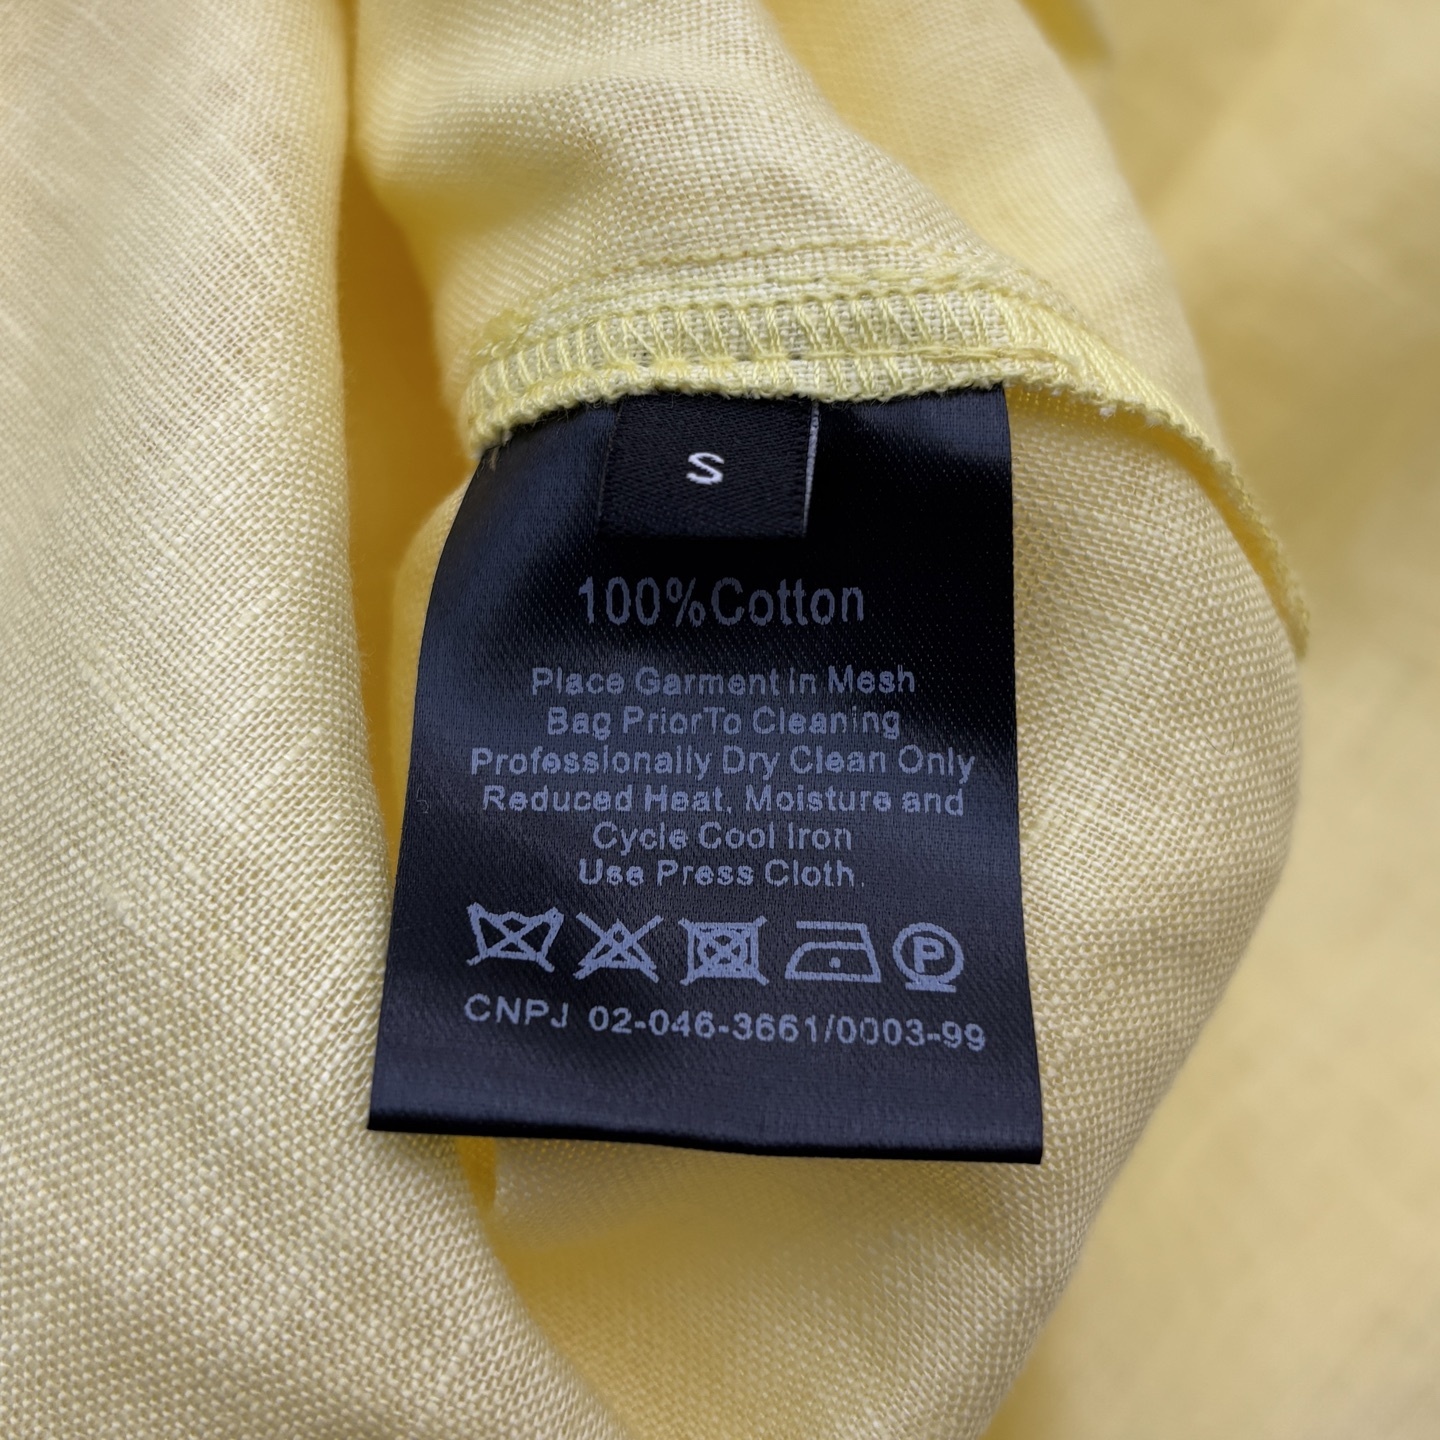 S
100%Cotton
Place Garment in Mesh
Bag PriorTo Cleaning
Professionally Dry Clean Only
Reduced Heat, Moisture and
Cycle Cool Iron
Use Press Cloth.
P
CNPJ 02-046-3661/0003-99